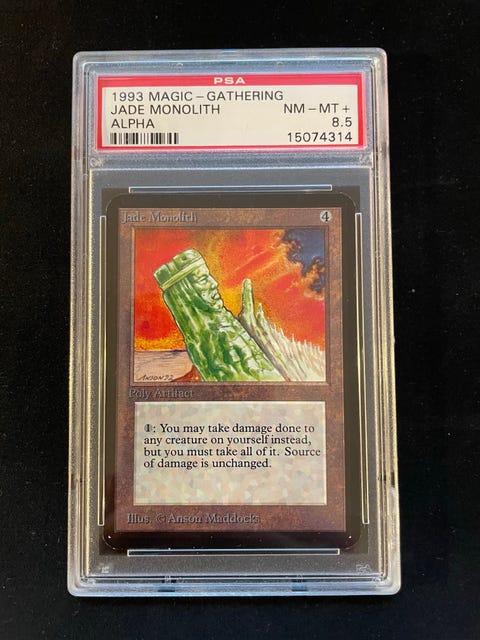 PSA
1993 MAGIC - GATHERING
JADE MONOLITH NM - MT +
ALPHA 8.5
15074314
Jade Monolith 4
ANSON 92
Poly Artifact
1: You may take damage done to
any creature on yourself instead,
but you must take all of it. Source
of damage is unchanged.
Illus. © Anson Maddocks